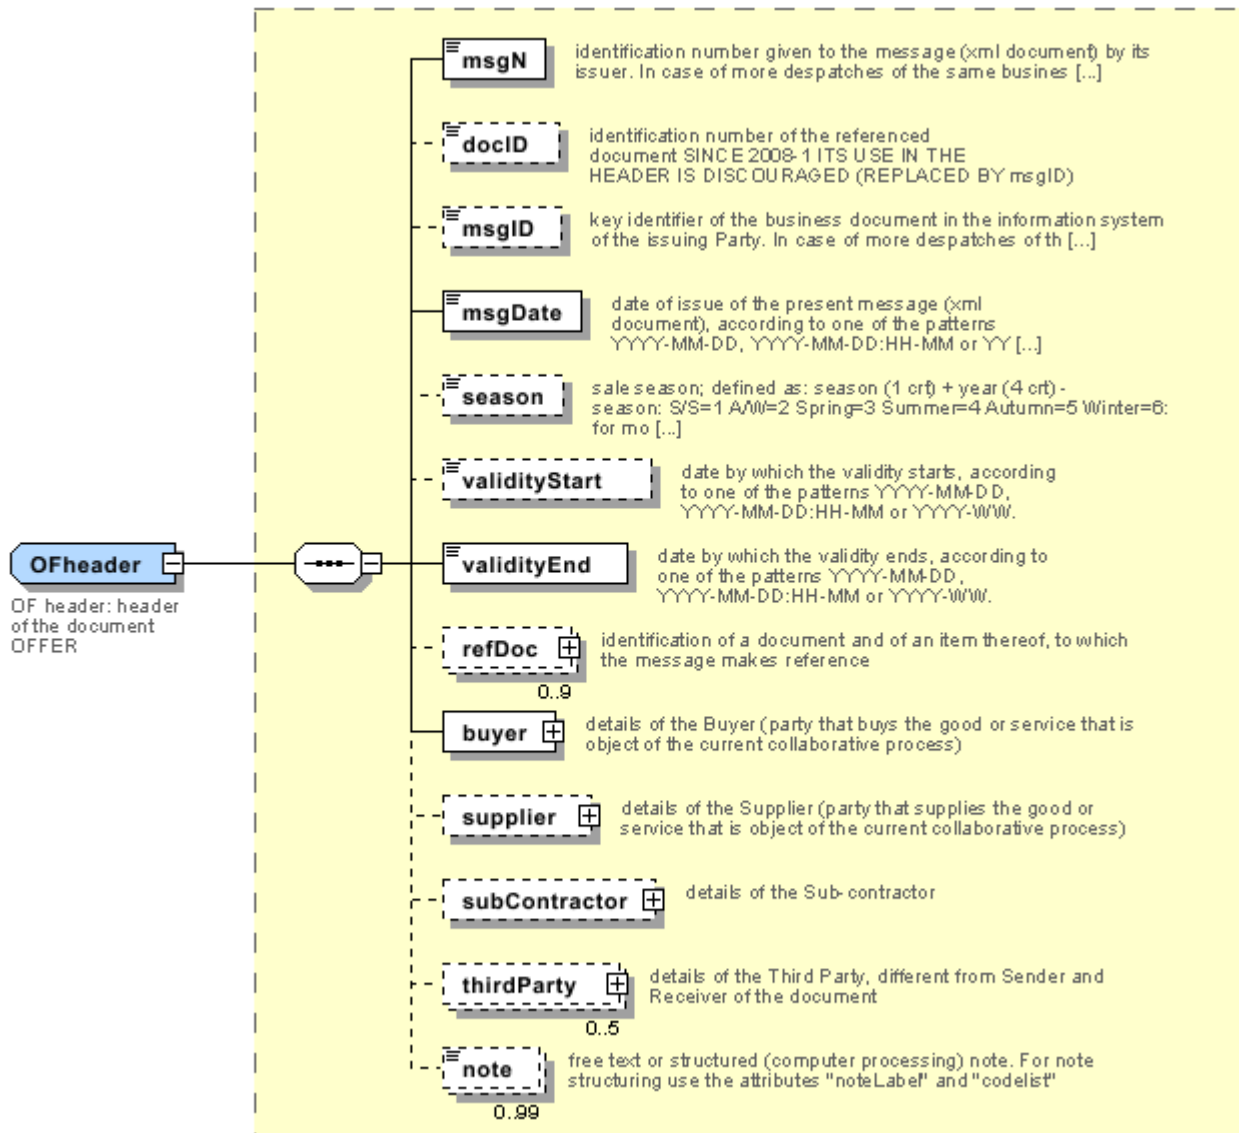 msgN
identification number given to the message (xml document) by its
issuer. In case of more despatches of the same busines [...]
docID
identification number of the referenced
document SINCE 2008-1 ITS USE IN THE
HEADER IS DISCOURAGED (REPLACED BY msgID)
msgID
key identifier of the business document in the information system
of the issuing Party. In case of more despatches of th [...]
msgDate
date of issue of the present message (xml
document), according to one of the patterns
YYYY-MM-DD, YYYY-MM-DD:HH-MM or YY [...]
season
sale season; defined as: season (1 crt) + year (4 crt) -
season: S/S=1 A/W=2 Spring=3 Summer=4 Autumn=5 Winter=6:
for mo [...]
validityStart
date by which the validity starts, according
to one of the patterns YYYY-MM-DD,
YYYY-MM-DD:HH-MM or YYYY-WW.
OFheader
OF header: header
of the document
OFFER
validityEnd
date by which the validity ends, according to
one of the patterns YYYY-MM-DD,
YYYY-MM-DD:HH-MM or YYYY-WW.
refDoc
identification of a document and of an item thereof, to which
the message makes reference
0..9
buyer
details of the Buyer (party that buys the good or service that is
object of the current collaborative process)
supplier
details of the Supplier (party that supplies the good or
service that is object of the current collaborative process)
subContractor
details of the Sub-contractor
thirdParty
details of the Third Party, different from Sender and
Receiver of the document
0..5
note
free text or structured (computer processing) note. For note
structuring use the attributes "noteLabel" and "codelist"
0..99